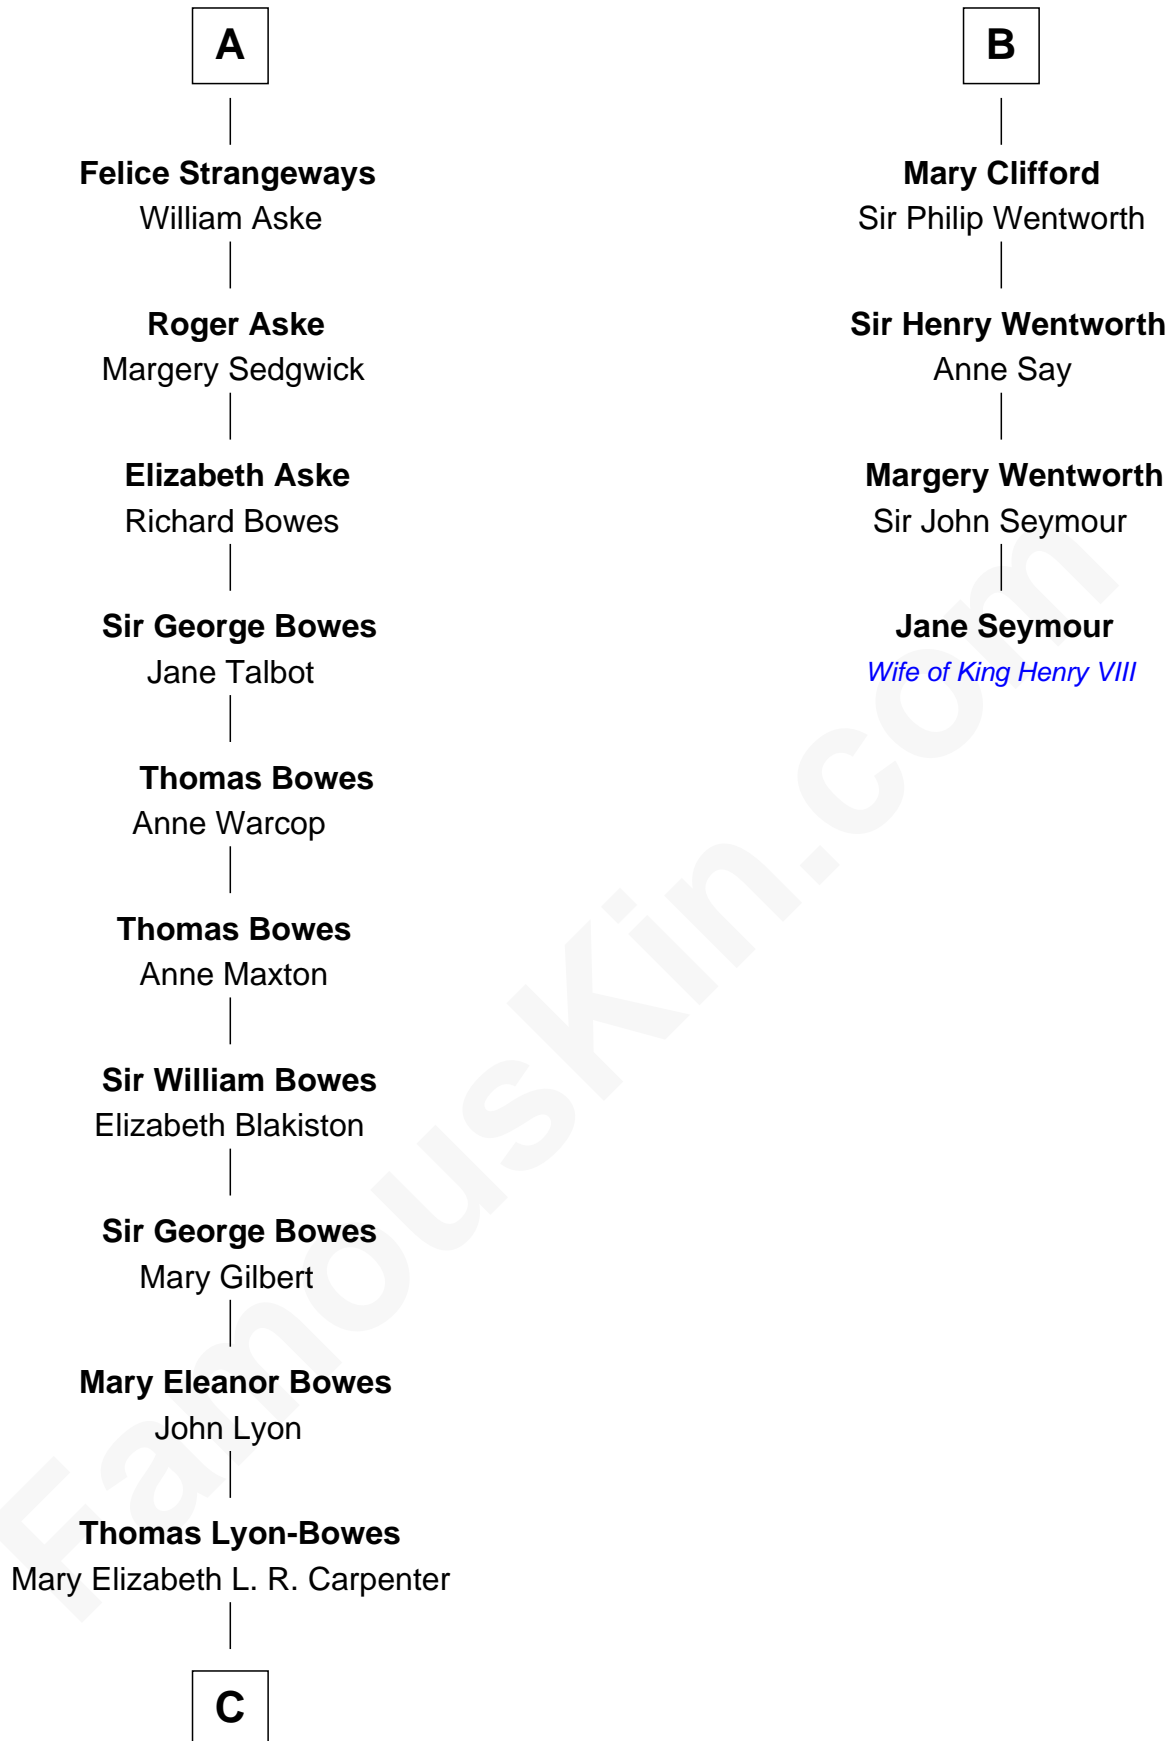 A
Felice Strangeways
William Aske
Roger Aske
Margery Sedgwick
Elizabeth Aske
Richard Bowes
Sir George Bowes
Jane Talbot
Thomas Bowes
Anne Warcop
Thomas Bowes
Anne Maxton
Sir William Bowes
Elizabeth Blakiston
Sir George Bowes
Mary Gilbert
Mary Eleanor Bowes
John Lyon
Thomas Lyon-Bowes
Mary Elizabeth L. R. Carpenter
C
B
Mary Clifford
Sir Philip Wentworth
Sir Henry Wentworth
Anne Say
Margery Wentworth
Sir John Seymour
Jane Seymour
Wife of King Henry VIII
FamousKin.com